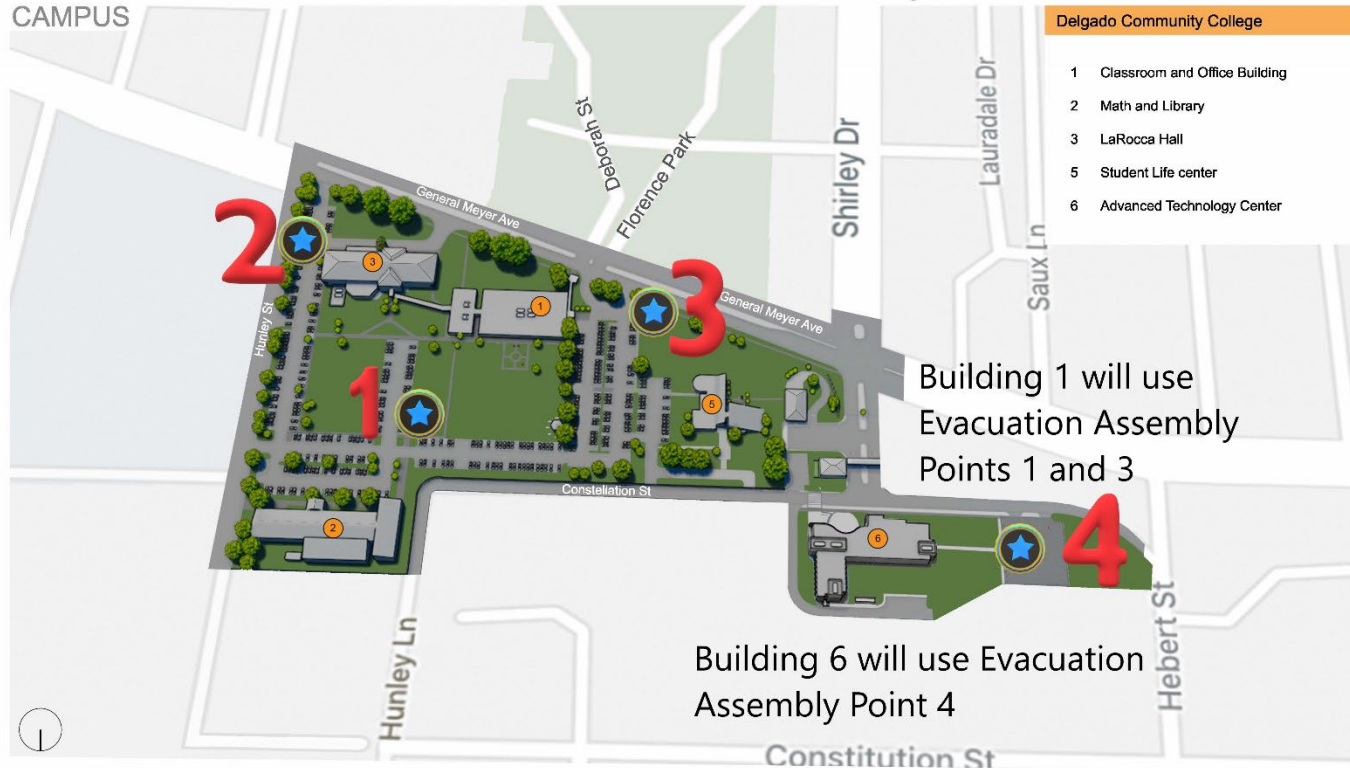 CAMPUS
Delgado Community College
1 Classroom and Office Building
2 Math and Library
3 LaRocca Hall
5 Student Life center
6 Advanced Technology Center
Deborah St
Florence Park
Shirley Dr
Lauradale Dr
Saux Ln
General Meyer Ave
General Meyer Ave
Hunley St
2
3
1
3
1
5
Building 1 will use
Evacuation Assembly
Points 1 and 3
Constellation St
2
6
4
Hunley Ln
Hebert St
Building 6 will use Evacuation
Assembly Point 4
Constitution St